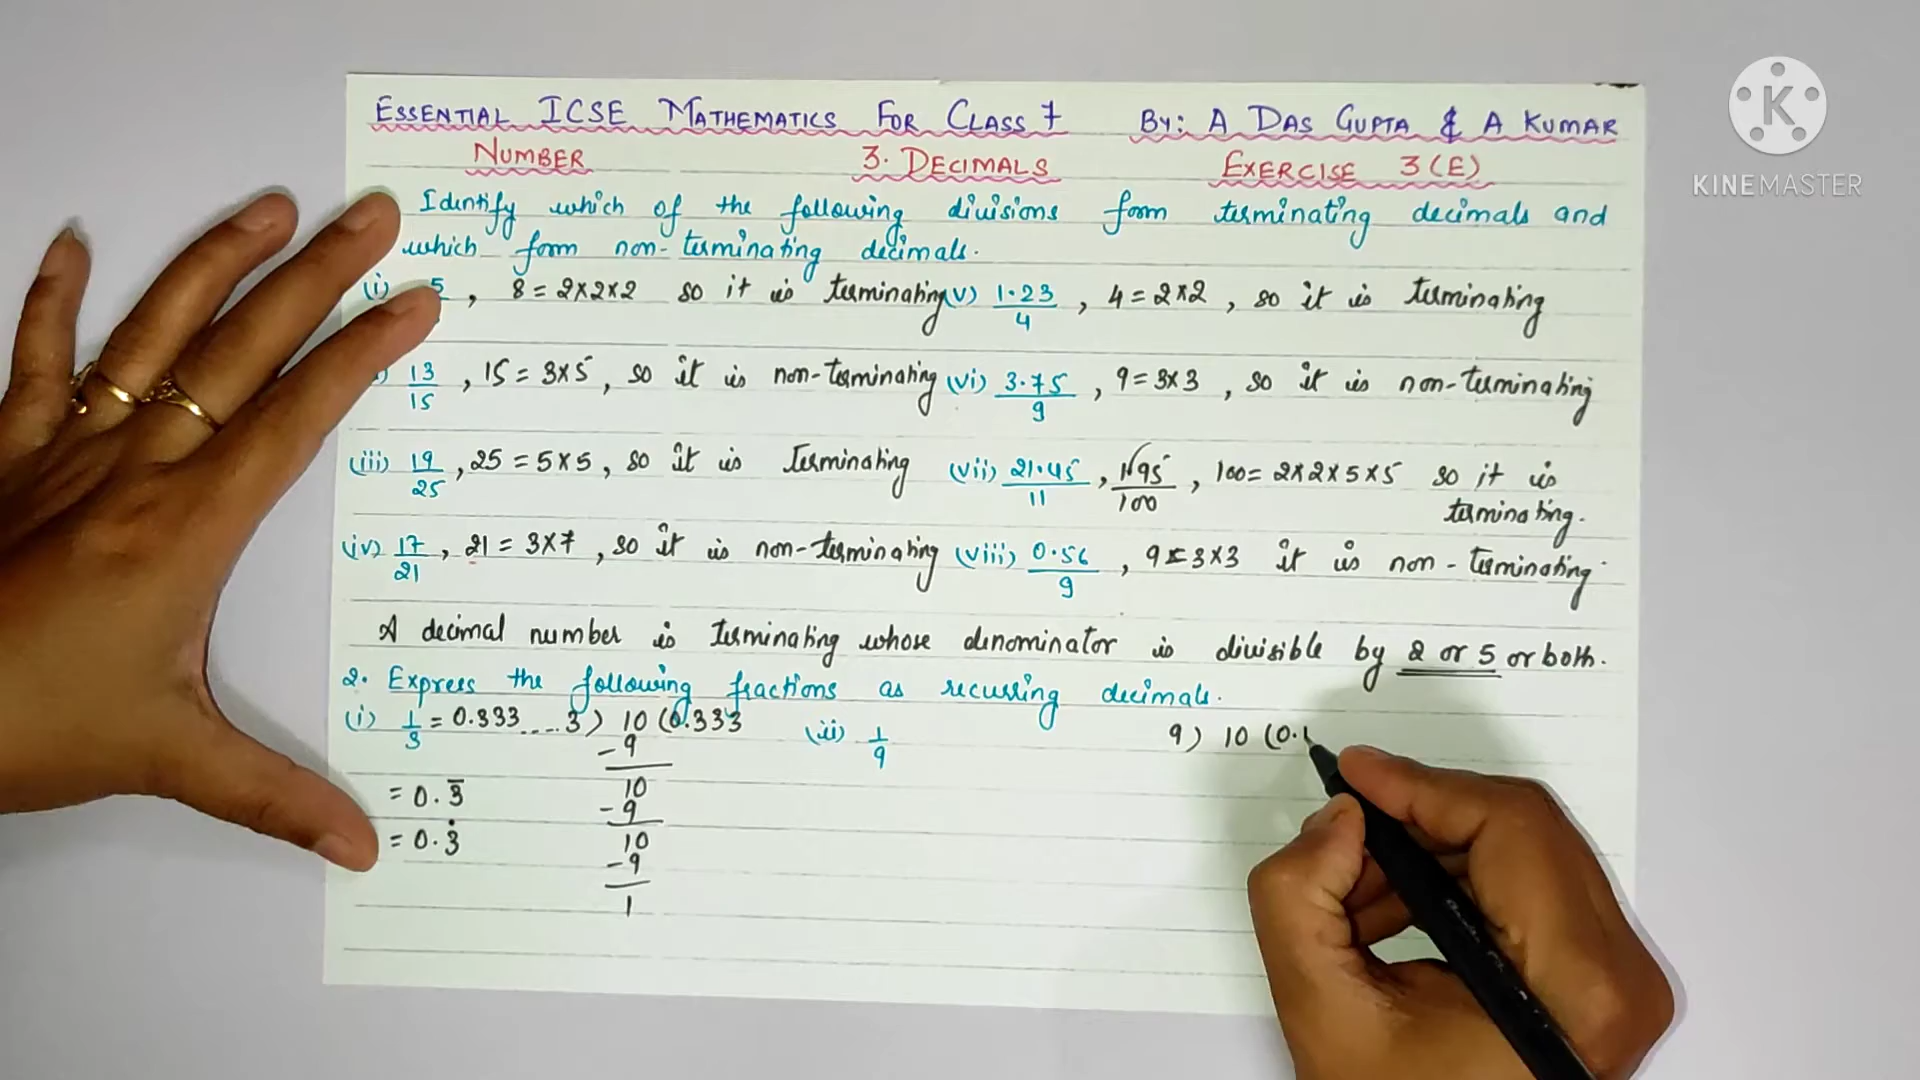 ESSENTIAL ICSE MATHEMATICS FOR CLASS 7 BY: A DAS GUPTA & A KUMAR
NUMBER 3. DECIMALS EXERCISE 3(E)
Identify which of the following divisions form terminating decimals and
which form non-terminating decimals.
(i) 5 , 8 = 2×2×2 so it is terminating
(v) 1.23/4 , 4 = 2×2 , so it is terminating
13/15 , 15 = 3×5 , so it is non-terminating
(vi) 3.75/9 , 9 = 3×3 , so it is non-terminating
(iii) 19/25 , 25 = 5×5 , so it is terminating
(vii) 21.45/11 , 195/100 , 100 = 2×2×5×5 so it is
terminating.
(iv) 17/21 , 21 = 3×7 , so it is non-terminating
(viii) 0.56/9 , 9 = 3×3 it is non-terminating.
A decimal number is terminating whose denominator is divisible by 2 or 5 or both.
2. Express the following fractions as recurring decimals.
(i) 1/3 = 0.333....
3) 10 (0.333
-9
10
-9
10
-9
1
= 0.3̅
= 0.3̇
(ii) 1/9
9) 10 (0.1
KINEMASTER